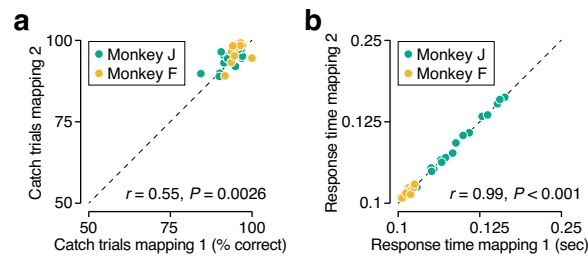 a
Catch trials mapping 2
100
75
50
Monkey J
Monkey F
r = 0.55, P = 0.0026
50
75
100
Catch trials mapping 1 (% correct)
b
Response time mapping 2
0.25
0.125
0.1
Monkey J
Monkey F
r = 0.99, P < 0.001
0.1
0.125
0.25
Response time mapping 1 (sec)